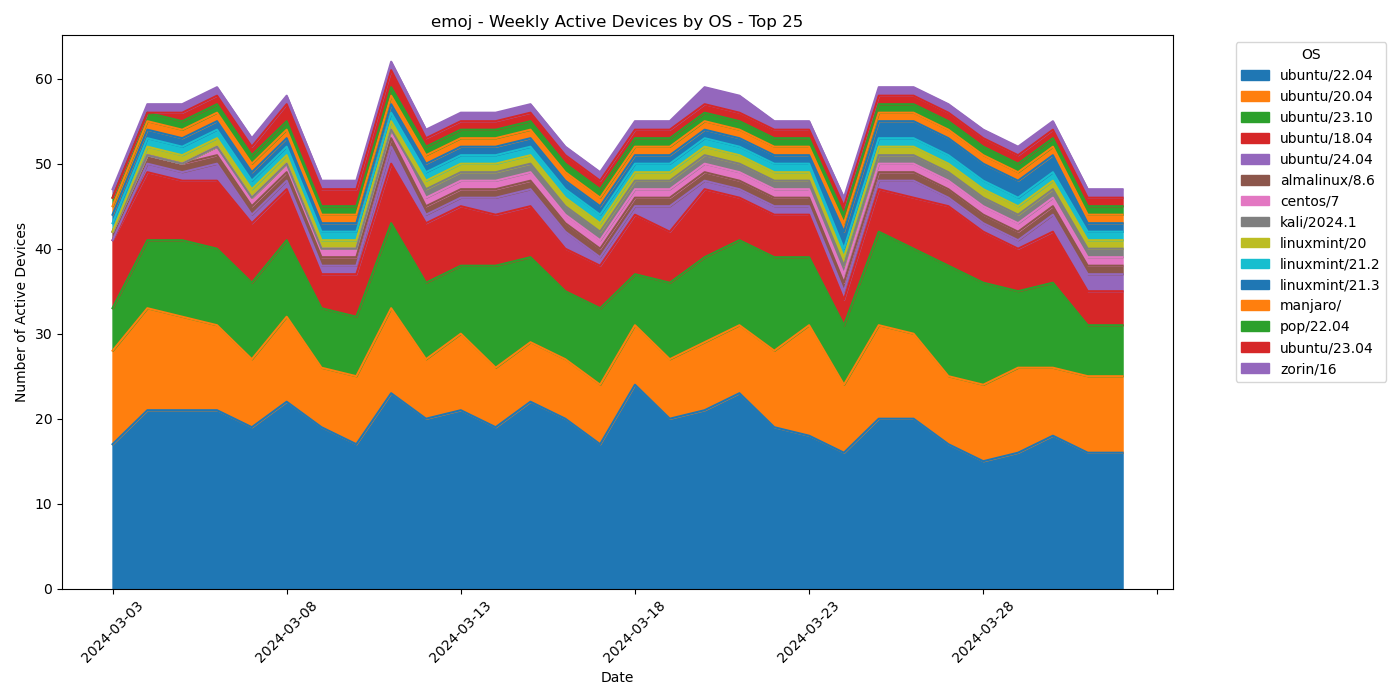 emoj - Weekly Active Devices by OS - Top 25
Number of Active Devices
60
50
40
30
20
10
0
2024-03-03
2024-03-08
2024-03-13
2024-03-18
2024-03-23
2024-03-28
Date
OS
ubuntu/22.04
ubuntu/20.04
ubuntu/23.10
ubuntu/18.04
ubuntu/24.04
almalinux/8.6
centos/7
kali/2024.1
linuxmint/20
linuxmint/21.2
linuxmint/21.3
manjaro/
pop/22.04
ubuntu/23.04
zorin/16